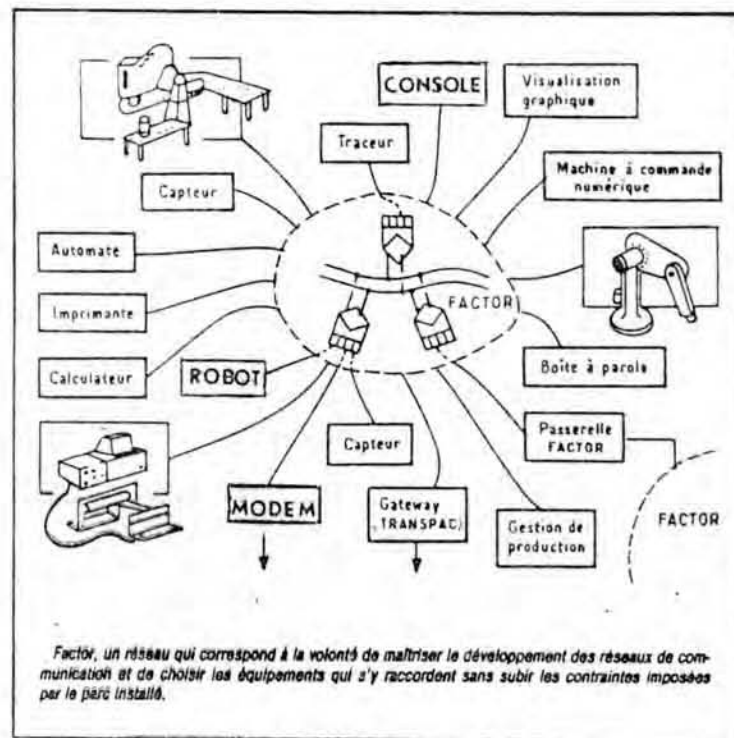 CONSOLE
Visualisation
graphique
Traceur
Machine à commande
numérique
Capteur
Automate
Imprimante
FACTOR
Calculateur
ROBOT
Boîte à parole
Capteur
Passerelle
FACTOR
MODEM
Gateway
(TRANSPAC)
Gestion de
production
FACTOR
Factor, un réseau qui correspond à la volonté de maîtriser le développement des réseaux de com-
munication et de choisir les équipements qui s'y raccordent sans subir les contraintes imposées
par le parc installé.